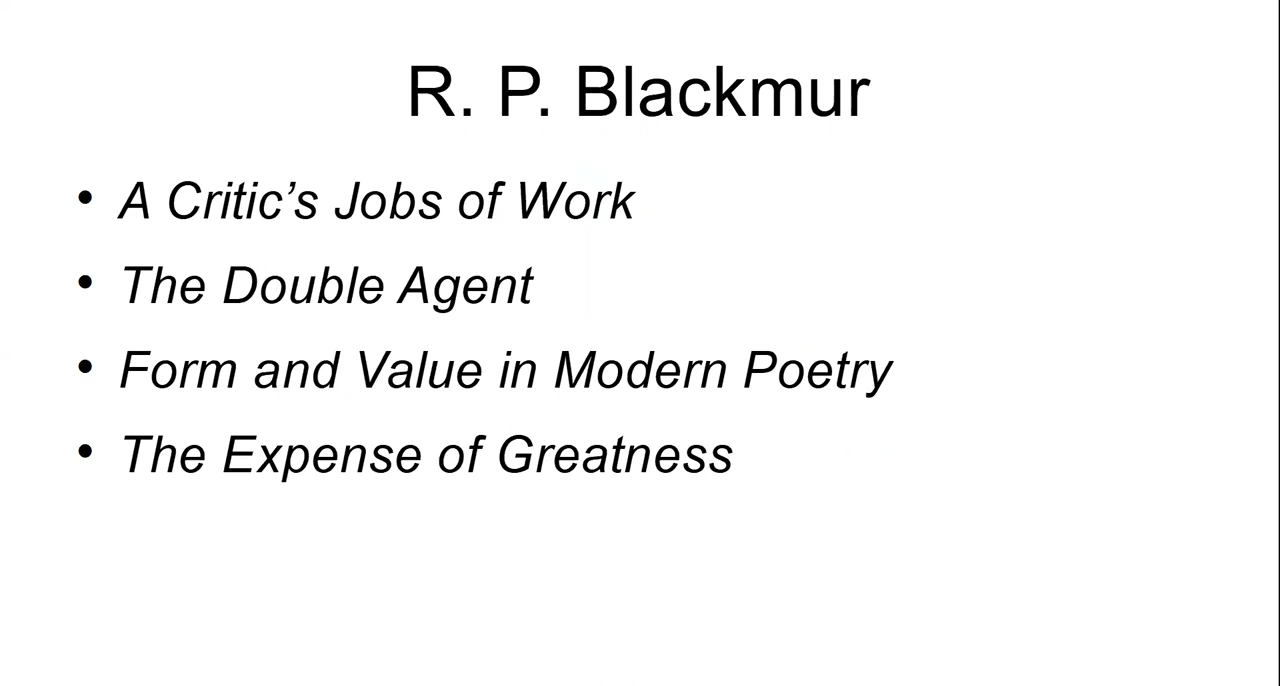 R. P. Blackmur
• A Critic’s Jobs of Work
• The Double Agent
• Form and Value in Modern Poetry
• The Expense of Greatness